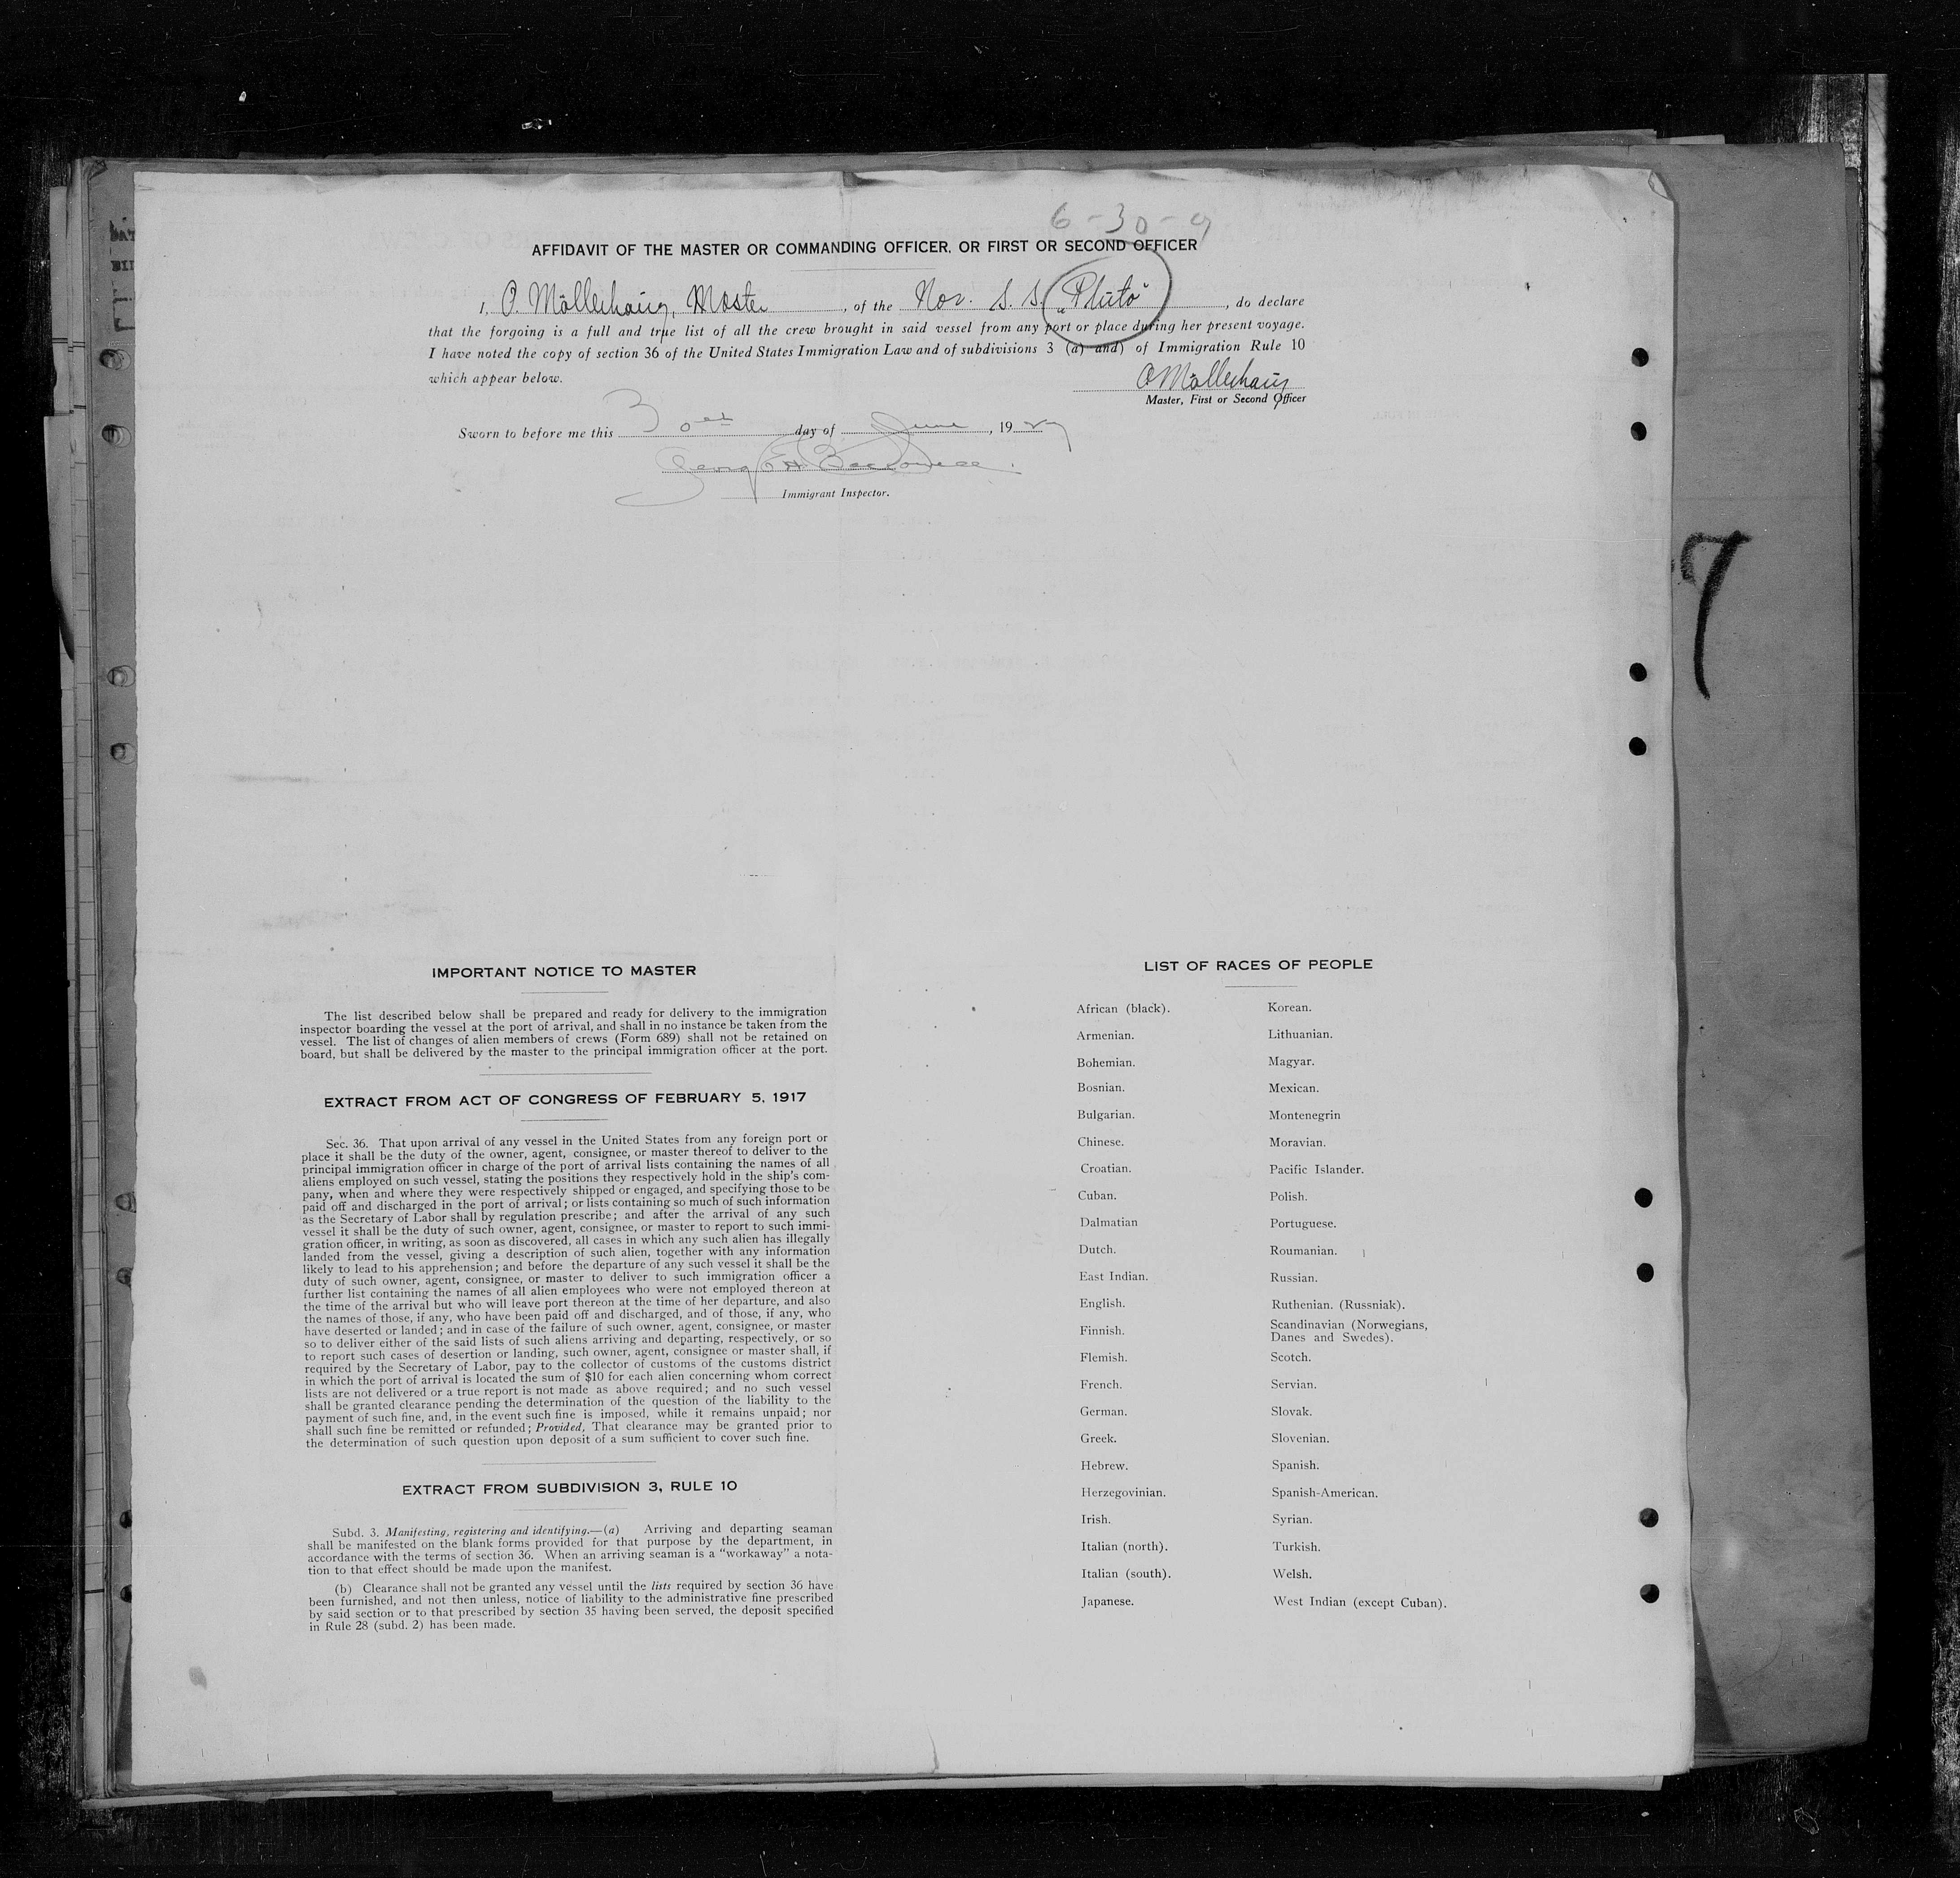 6-30-9
AFFIDAVIT OF THE MASTER OR COMMANDING OFFICER, OR FIRST OR SECOND OFFICER
I, O. Möllerhaug, Master, of the Nor. S. S. „Pluto", do declare
that the forgoing is a full and true list of all the crew brought in said vessel from any port or place during her present voyage.
I have noted the copy of section 36 of the United States Immigration Law and of subdivisions 3 (a) and) of Immigration Rule 10
which appear below.
OMöllerhaug
Master, First or Second Officer
Sworn to before me this 30 day of June, 19
George H.
Immigrant Inspector.
7
IMPORTANT NOTICE TO MASTER
The list described below shall be prepared and ready for delivery to the immigration
inspector boarding the vessel at the port of arrival, and shall in no instance be taken from the
vessel. The list of changes of alien members of crews (Form 689) shall not be retained on
board, but shall be delivered by the master to the principal immigration officer at the port.
EXTRACT FROM ACT OF CONGRESS OF FEBRUARY 5, 1917
Sec. 36. That upon arrival of any vessel in the United States from any foreign port or
place it shall be the duty of the owner, agent, consignee, or master thereof to deliver to the
principal immigration officer in charge of the port of arrival lists containing the names of all
aliens employed on such vessel, stating the positions they respectively hold in the ship's com-
pany, when and where they were respectively shipped or engaged, and specifying those to be
paid off and discharged in the port of arrival; or lists containing so much of such information
as the Secretary of Labor shall by regulation prescribe; and after the arrival of any such
vessel it shall be the duty of such owner, agent, consignee, or master to report to such immi-
gration officer, in writing, as soon as discovered, all cases in which any such alien has illegally
landed from the vessel, giving a description of such alien, together with any information
likely to lead to his apprehension; and before the departure of any such vessel it shall be the
duty of such owner, agent, consignee, or master to deliver to such immigration officer a
further list containing the names of all alien employees who were not employed thereon at
the time of the arrival but who will leave port thereon at the time of her departure, and also
the names of those, if any, who have been paid off and discharged, and of those, if any, who
have deserted or landed; and in case of the failure of such owner, agent, consignee, or master
so to deliver either of the said lists of such aliens arriving and departing, respectively, or so
to report such cases of desertion or landing, such owner, agent, consignee or master shall, if
required by the Secretary of Labor, pay to the collector of customs of the customs district
in which the port of arrival is located the sum of $10 for each alien concerning whom correct
lists are not delivered or a true report is not made as above required; and no such vessel
shall be granted clearance pending the determination of the question of the liability to the
payment of such fine, and, in the event such fine is imposed, while it remains unpaid; nor
shall such fine be remitted or refunded; Provided, That clearance may be granted prior to
the determination of such question upon deposit of a sum sufficient to cover such fine.
EXTRACT FROM SUBDIVISION 3, RULE 10
Subd. 3. Manifesting, registering and identifying.—(a) Arriving and departing seaman
shall be manifested on the blank forms provided for that purpose by the department, in
accordance with the terms of section 36. When an arriving seaman is a "workaway" a nota-
tion to that effect should be made upon the manifest.
(b) Clearance shall not be granted any vessel until the lists required by section 36 have
been furnished, and not then unless, notice of liability to the administrative fine prescribed
by said section or to that prescribed by section 35 having been served, the deposit specified
in Rule 28 (subd. 2) has been made.
LIST OF RACES OF PEOPLE
African (black).
Armenian.
Bohemian.
Bosnian.
Bulgarian.
Chinese.
Croatian.
Cuban.
Dalmatian
Dutch.
East Indian.
English.
Finnish.
Flemish.
French.
German.
Greek.
Hebrew.
Herzegovinian.
Irish.
Italian (north).
Italian (south).
Japanese.
Korean.
Lithuanian.
Magyar.
Mexican.
Montenegrin
Moravian.
Pacific Islander.
Polish.
Portuguese.
Roumanian.
Russian.
Ruthenian. (Russniak).
Scandinavian (Norwegians,
Danes and Swedes).
Scotch.
Servian.
Slovak.
Slovenian.
Spanish.
Spanish-American.
Syrian.
Turkish.
Welsh.
West Indian (except Cuban).